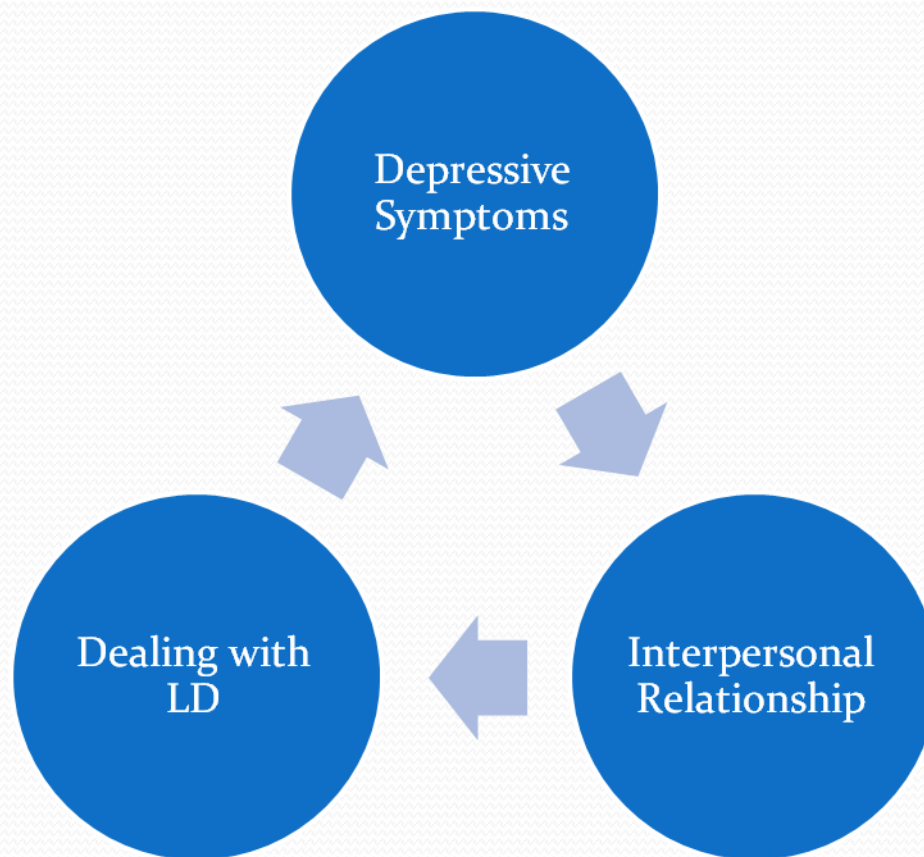 Depressive
Symptoms
Dealing with
LD
Interpersonal
Relationship